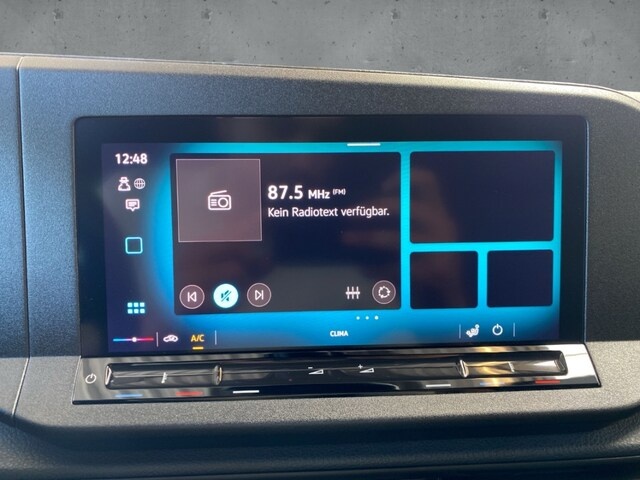 12:48
87.5 MHz (FM)
Kein Radiotext verfügbar.
A/C
CLIMA